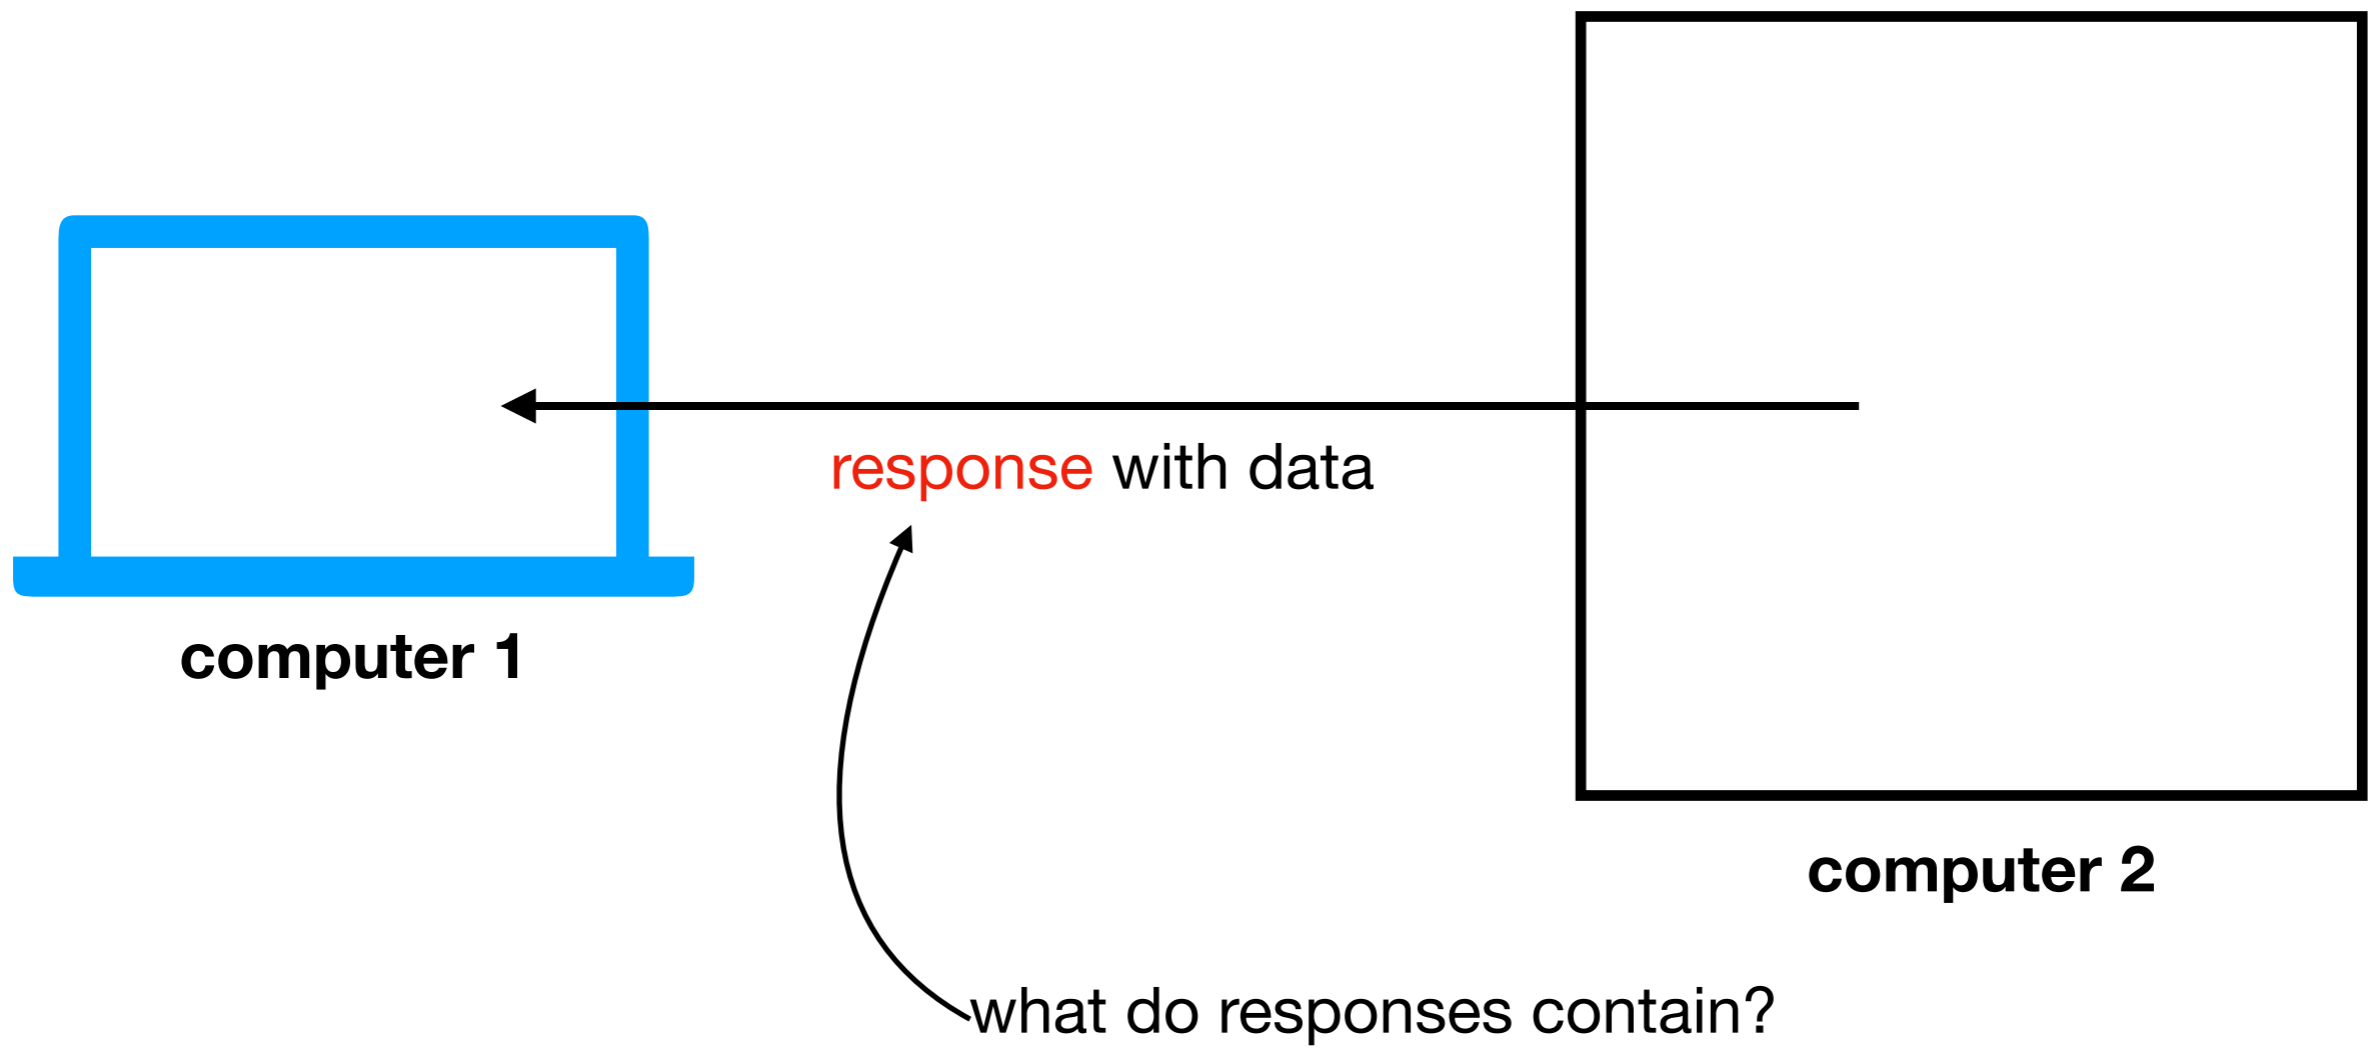 response with data
computer 1
computer 2
what do responses contain?